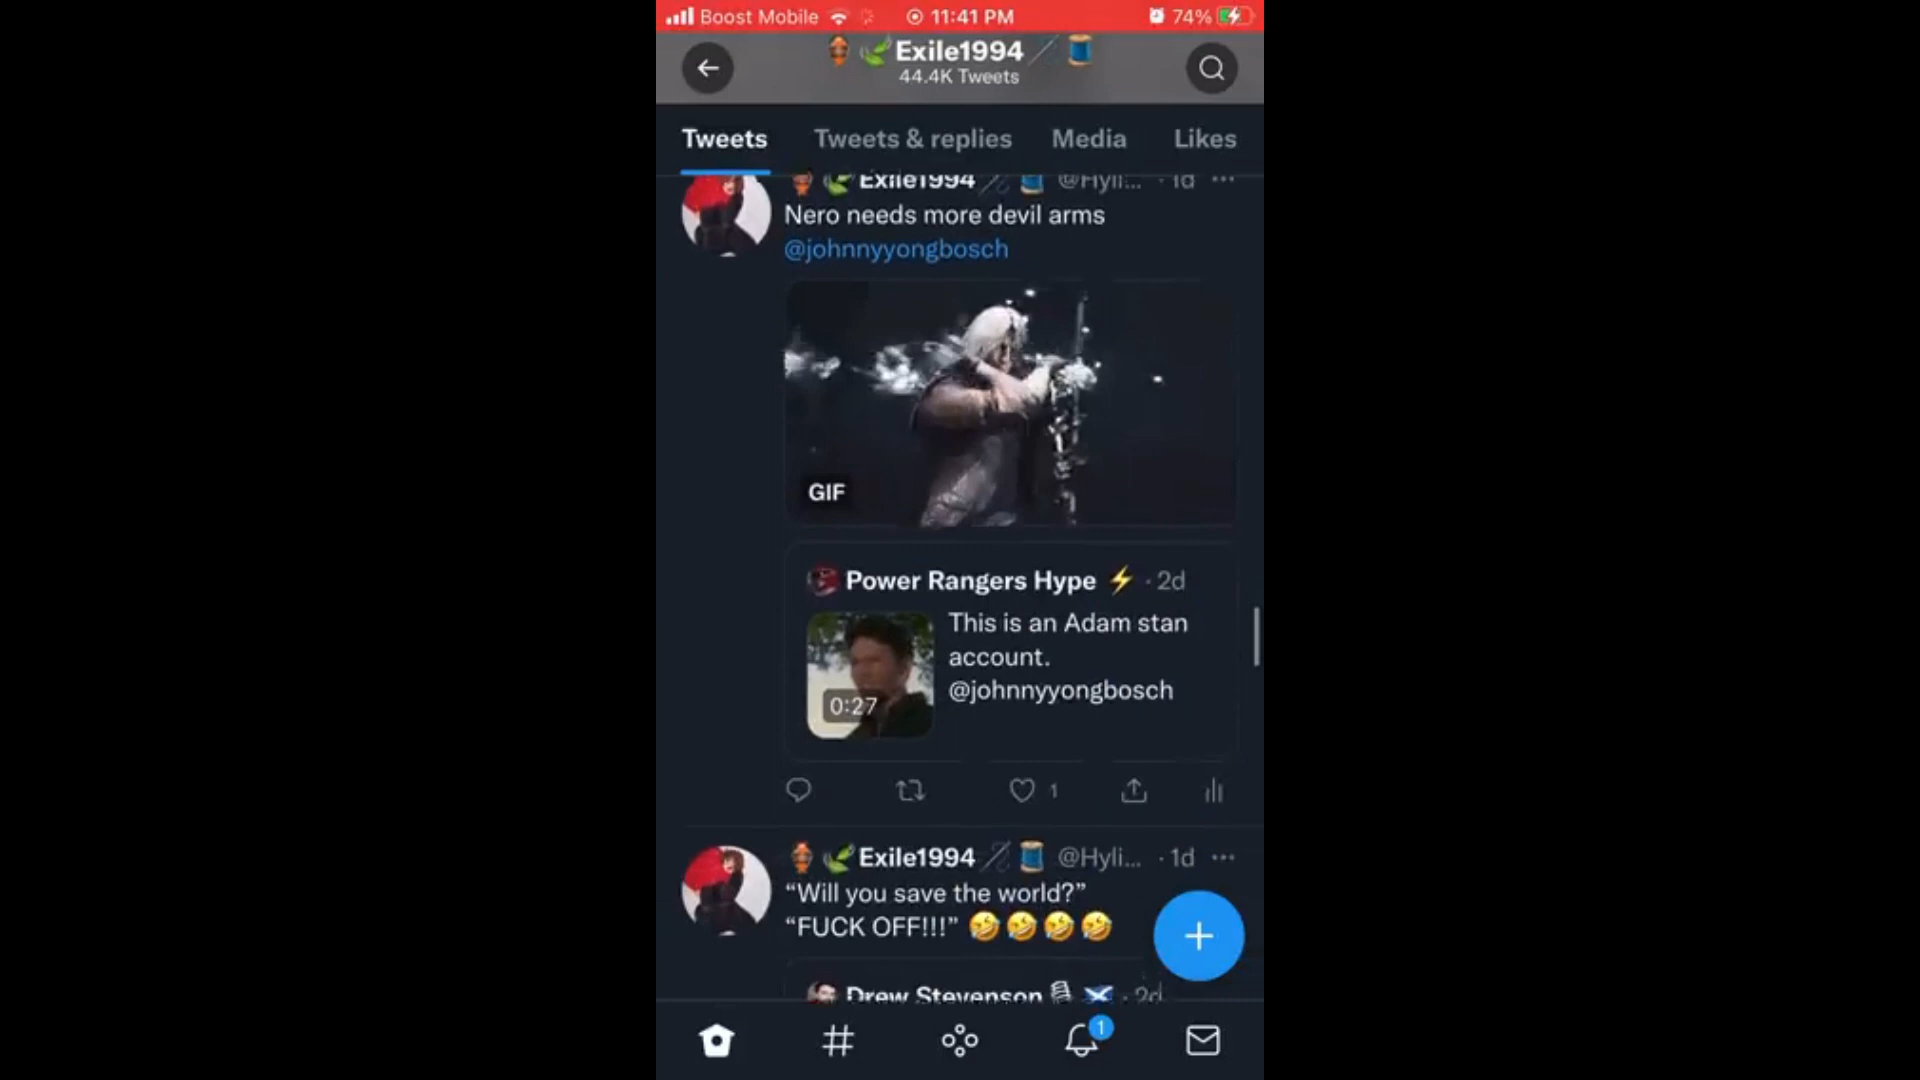 Boost Mobile 11:41 PM 74%
Exile1994
44.4K Tweets
Tweets Tweets & replies Media Likes
Exile1994 @Hyli... · 1d ...
Nero needs more devil arms
@johnnyyongbosch
GIF
Power Rangers Hype ⚡ · 2d
This is an Adam stan
account.
@johnnyyongbosch
0:27
1
Exile1994 @Hyli... · 1d ...
“Will you save the world?”
“FUCK OFF!!!” 🤣🤣🤣🤣
Drew Stevenson · 2d
1